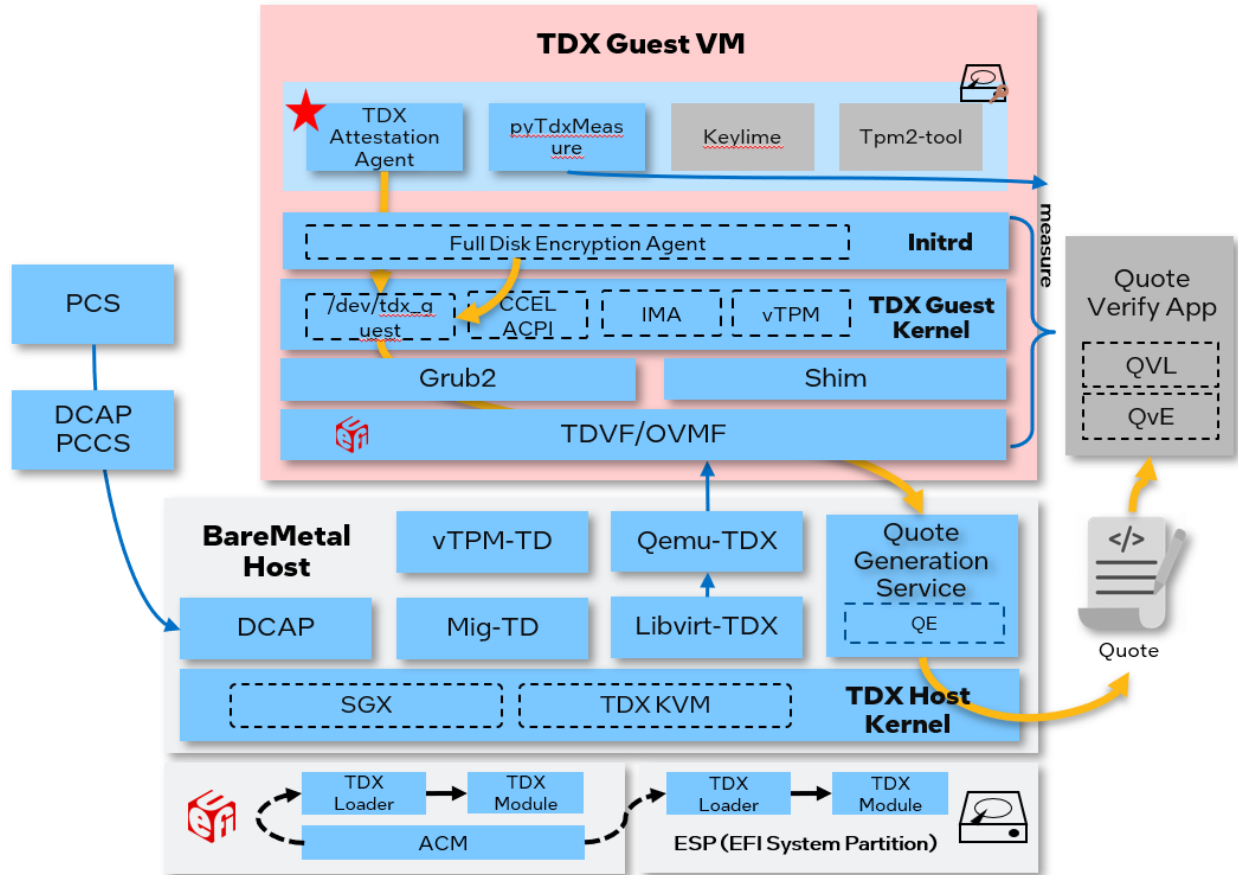 TDX Guest VM
TDX
Attestation
Agent
pyTdxMeas
ure
Keylime
Tpm2-tool
measure
Full Disk Encryption Agent
Initrd
/dev/tdx_g
uest
CCEL
ACPI
IMA
vTPM
TDX Guest
Kernel
Grub2
Shim
UEFI
TDVF/OVMF
PCS
DCAP
PCCS
Quote
Verify App
QVL
QvE
</>
Quote
BareMetal
Host
vTPM-TD
Qemu-TDX
Quote
Generation
Service
QE
DCAP
Mig-TD
Libvirt-TDX
SGX
TDX KVM
TDX Host
Kernel
UEFI
TDX
Loader
TDX
Module
ACM
TDX
Loader
TDX
Module
ESP (EFI System Partition)